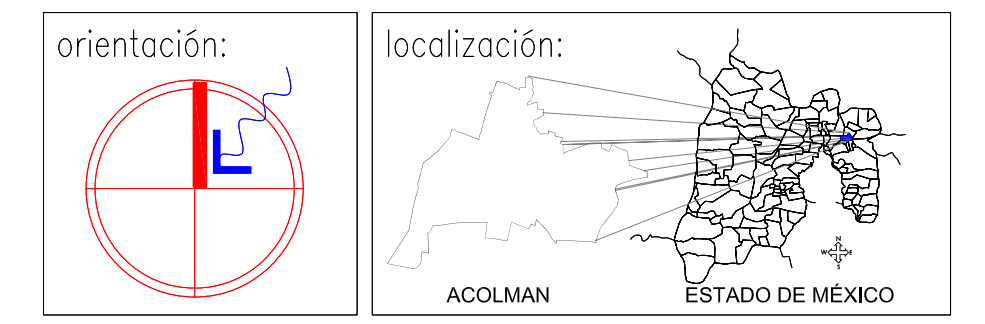 orientación:
localización:
N
W E
S
ACOLMAN
ESTADO DE MÉXICO